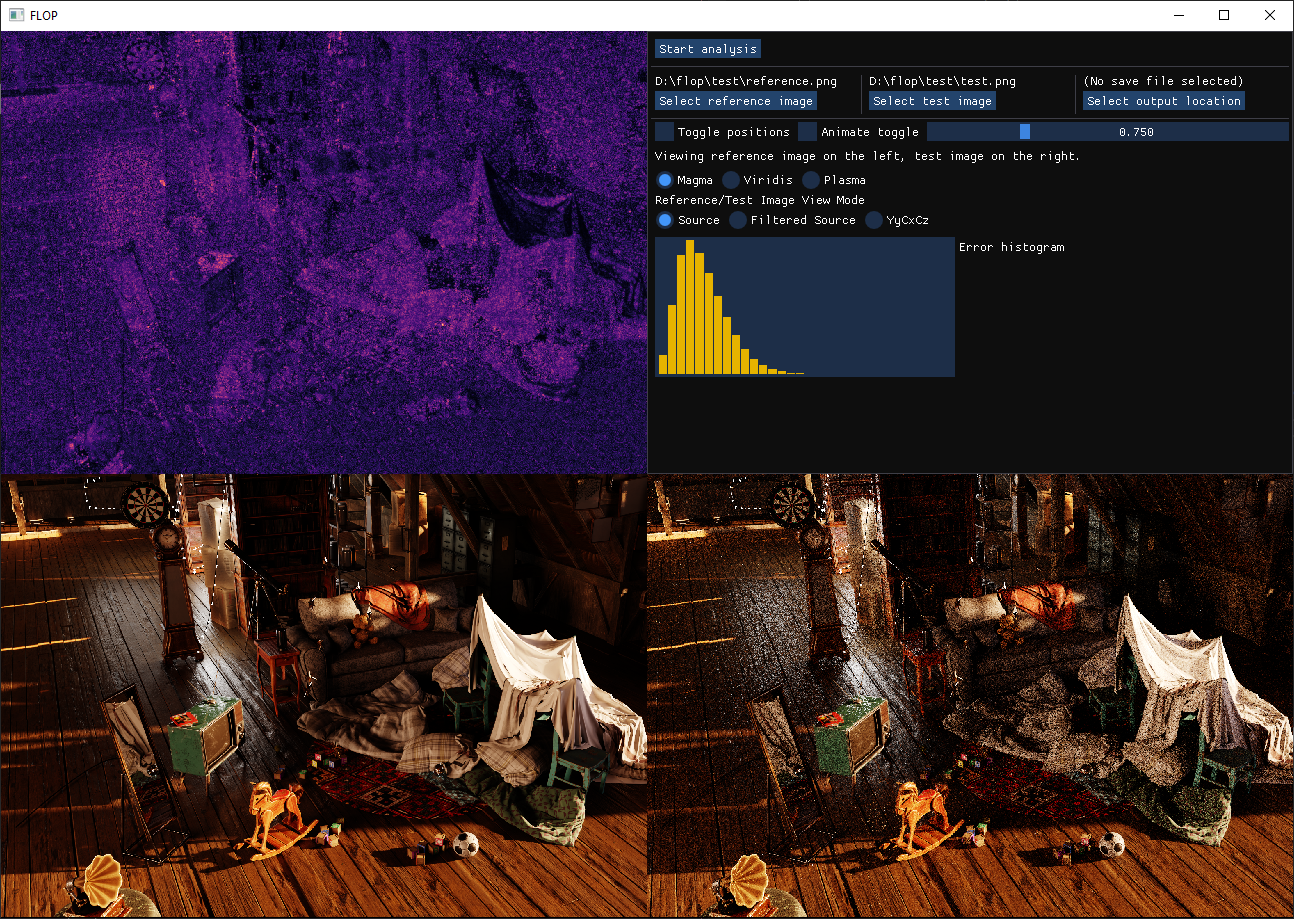 FLOP
Start analysis
D:\flop\test\reference.png D:\flop\test\test.png (No save file selected)
Select reference image Select test image Select output location
Toggle positions Animate toggle 0.750
Viewing reference image on the left, test image on the right.
Magma Viridis Plasma
Reference/Test Image View Mode
Source Filtered Source YyCxCz
Error histogram